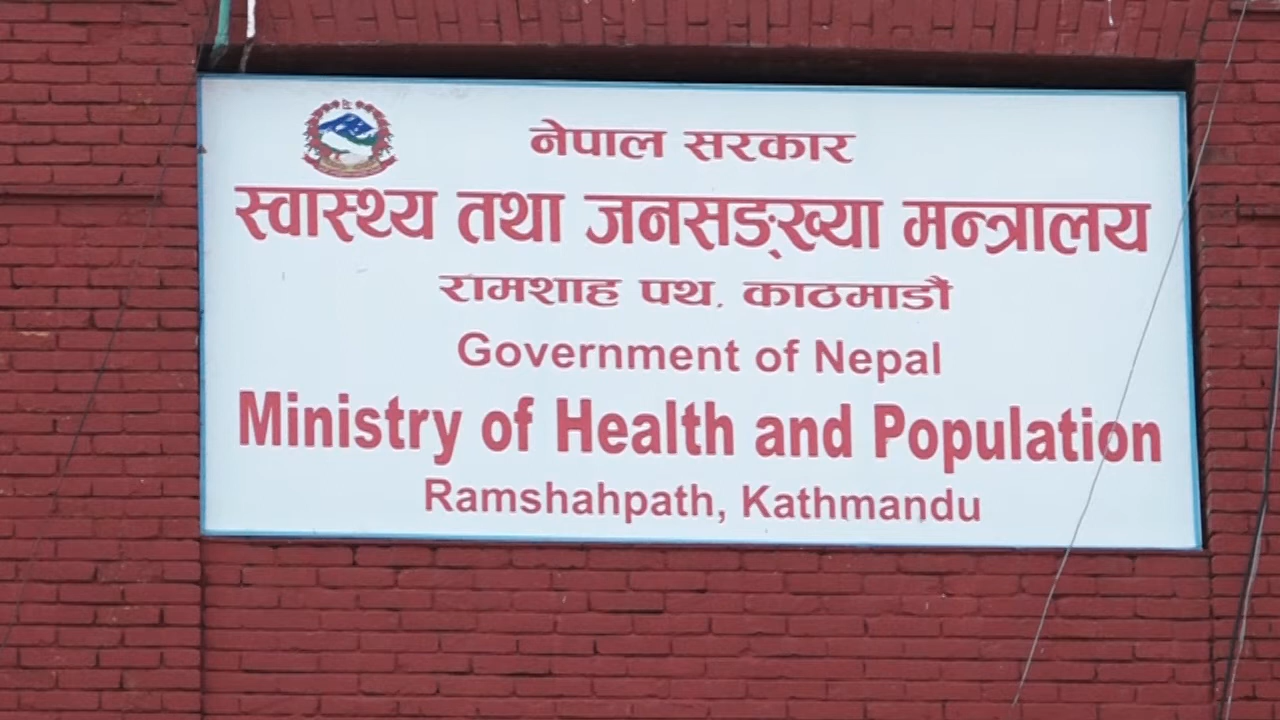 नेपाल सरकार
स्वास्थ्य तथा जनसङ्ख्या मन्त्रालय
रामशाह पथ, काठमाडौं
Government of Nepal
Ministry of Health and Population
Ramshahpath, Kathmandu